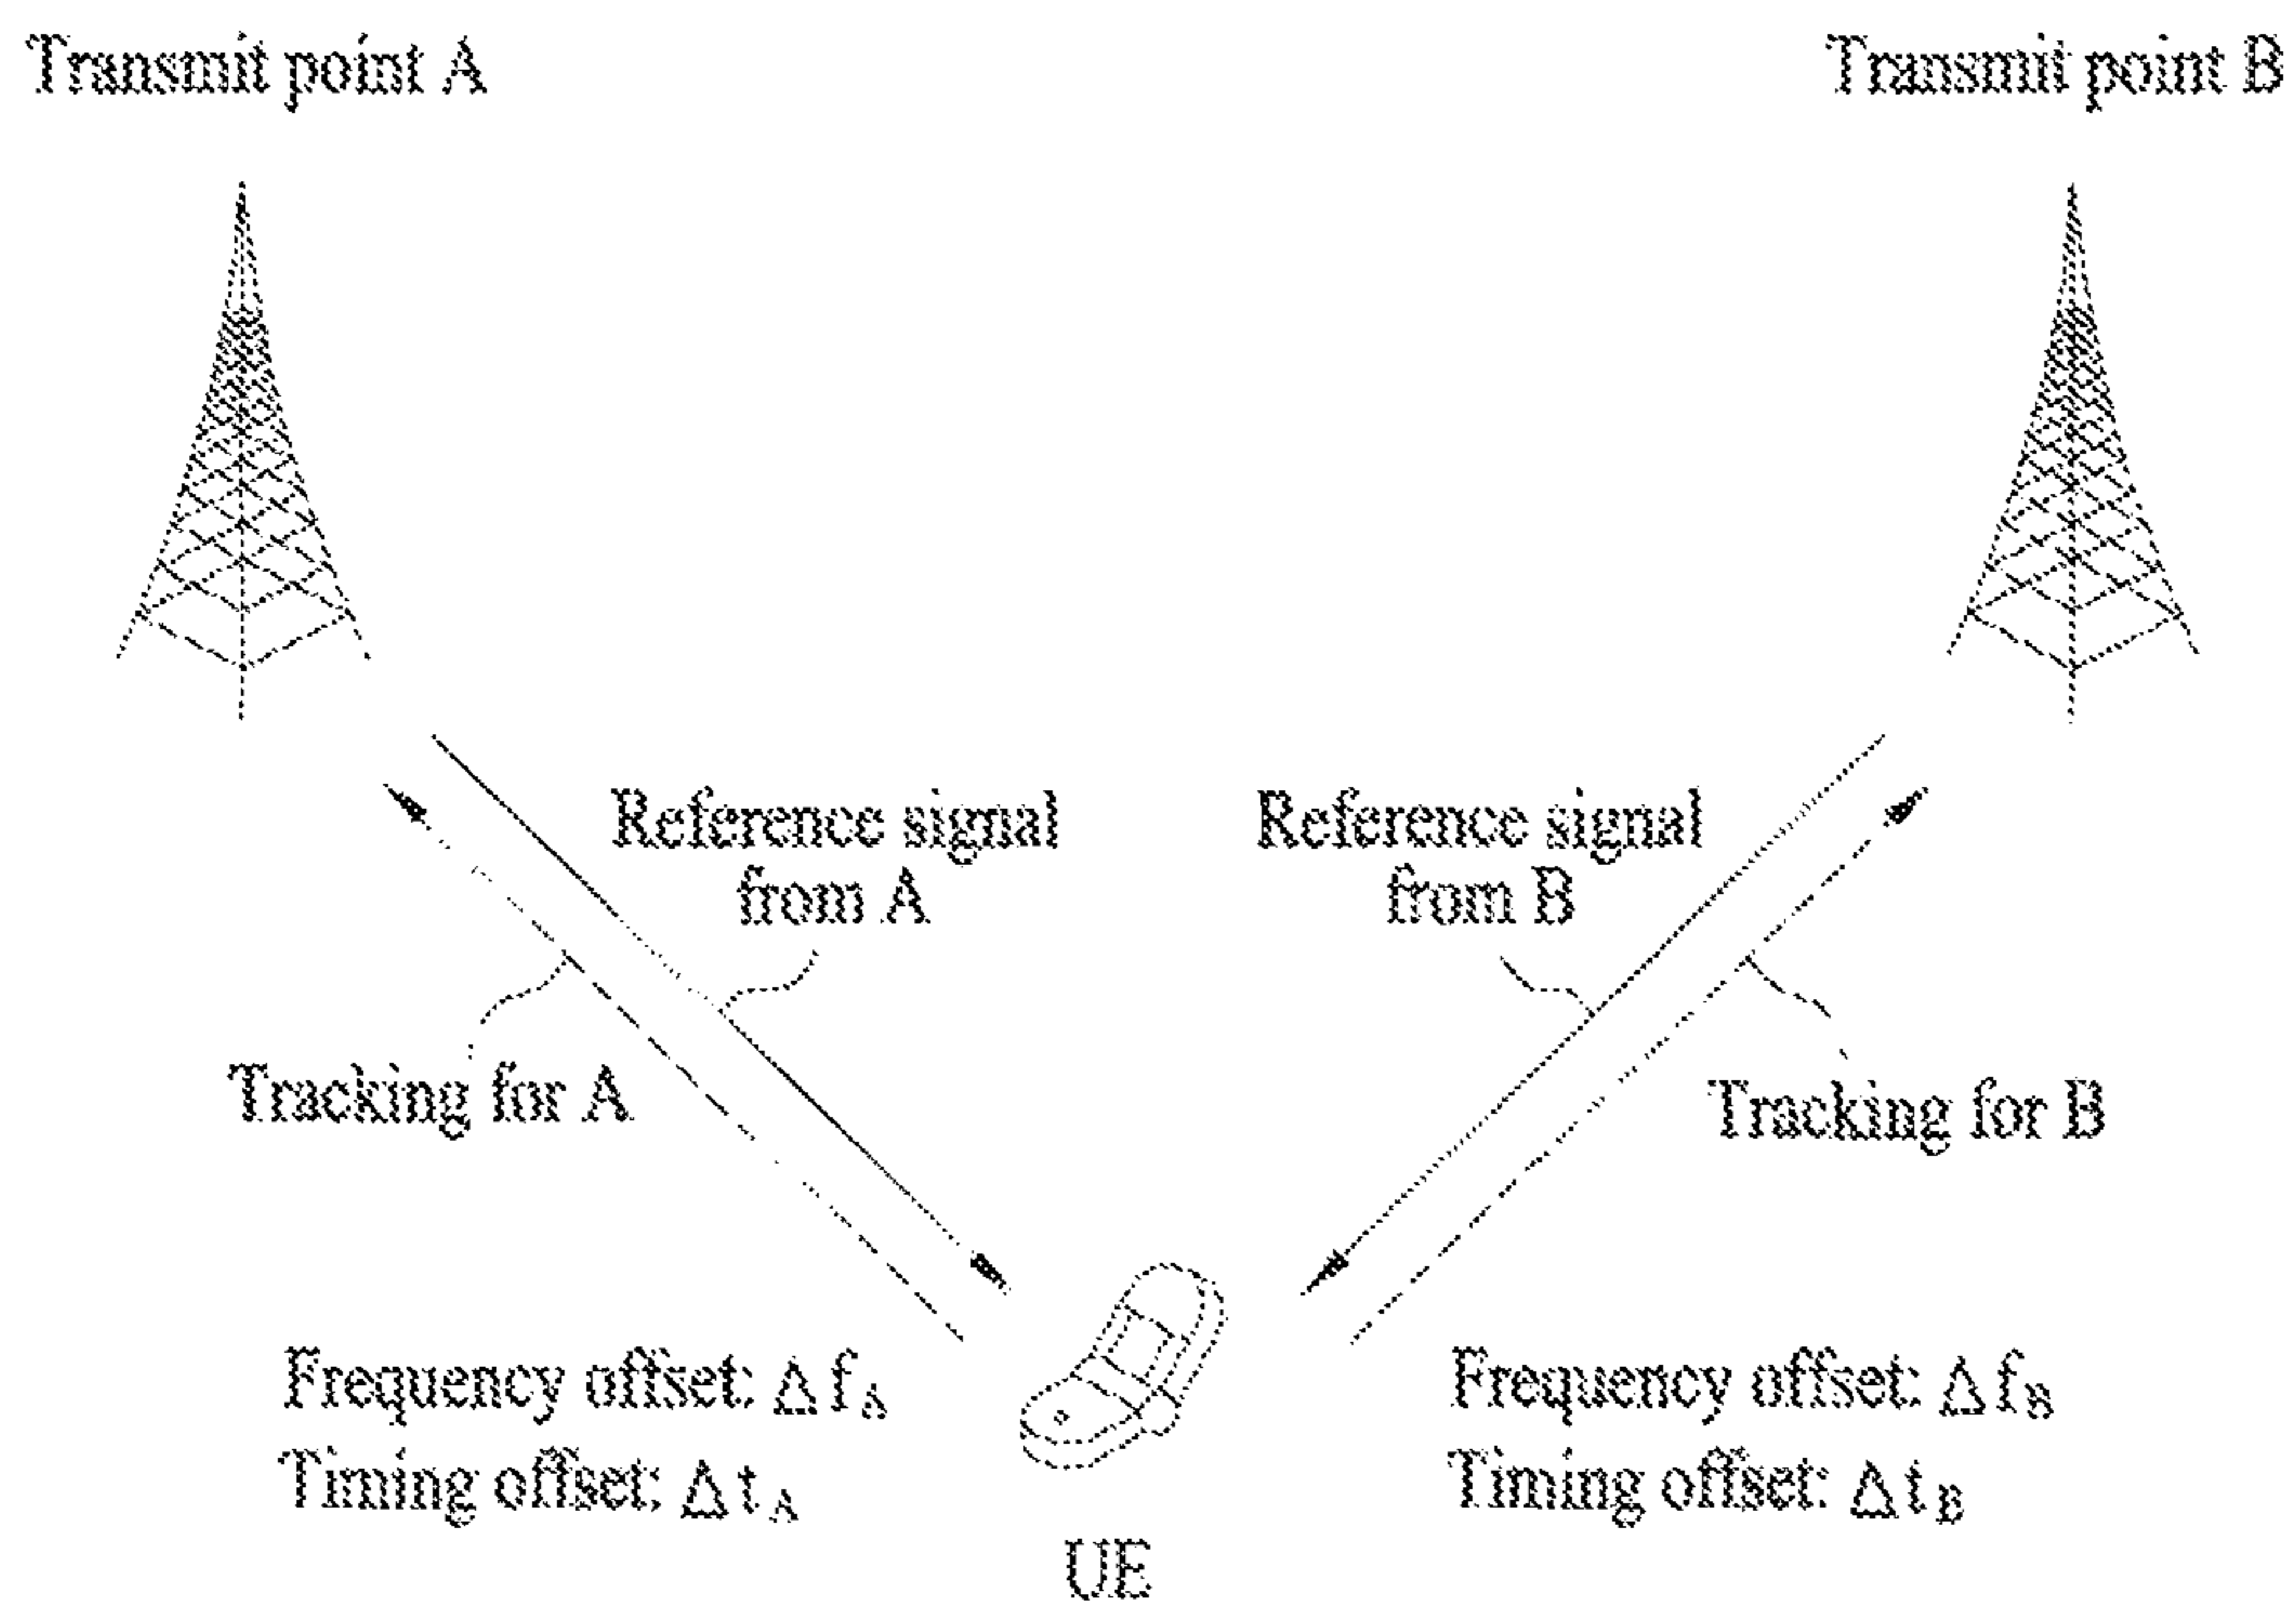 Transmit point A
Transmit point B
Reference signal
from A
Reference signal
from B
Tracking for A
Tracking for B
Frequency offset: Δf_A
Timing offset: Δt_A
Frequency offset: Δf_B
Timing offset: Δt_B
UE